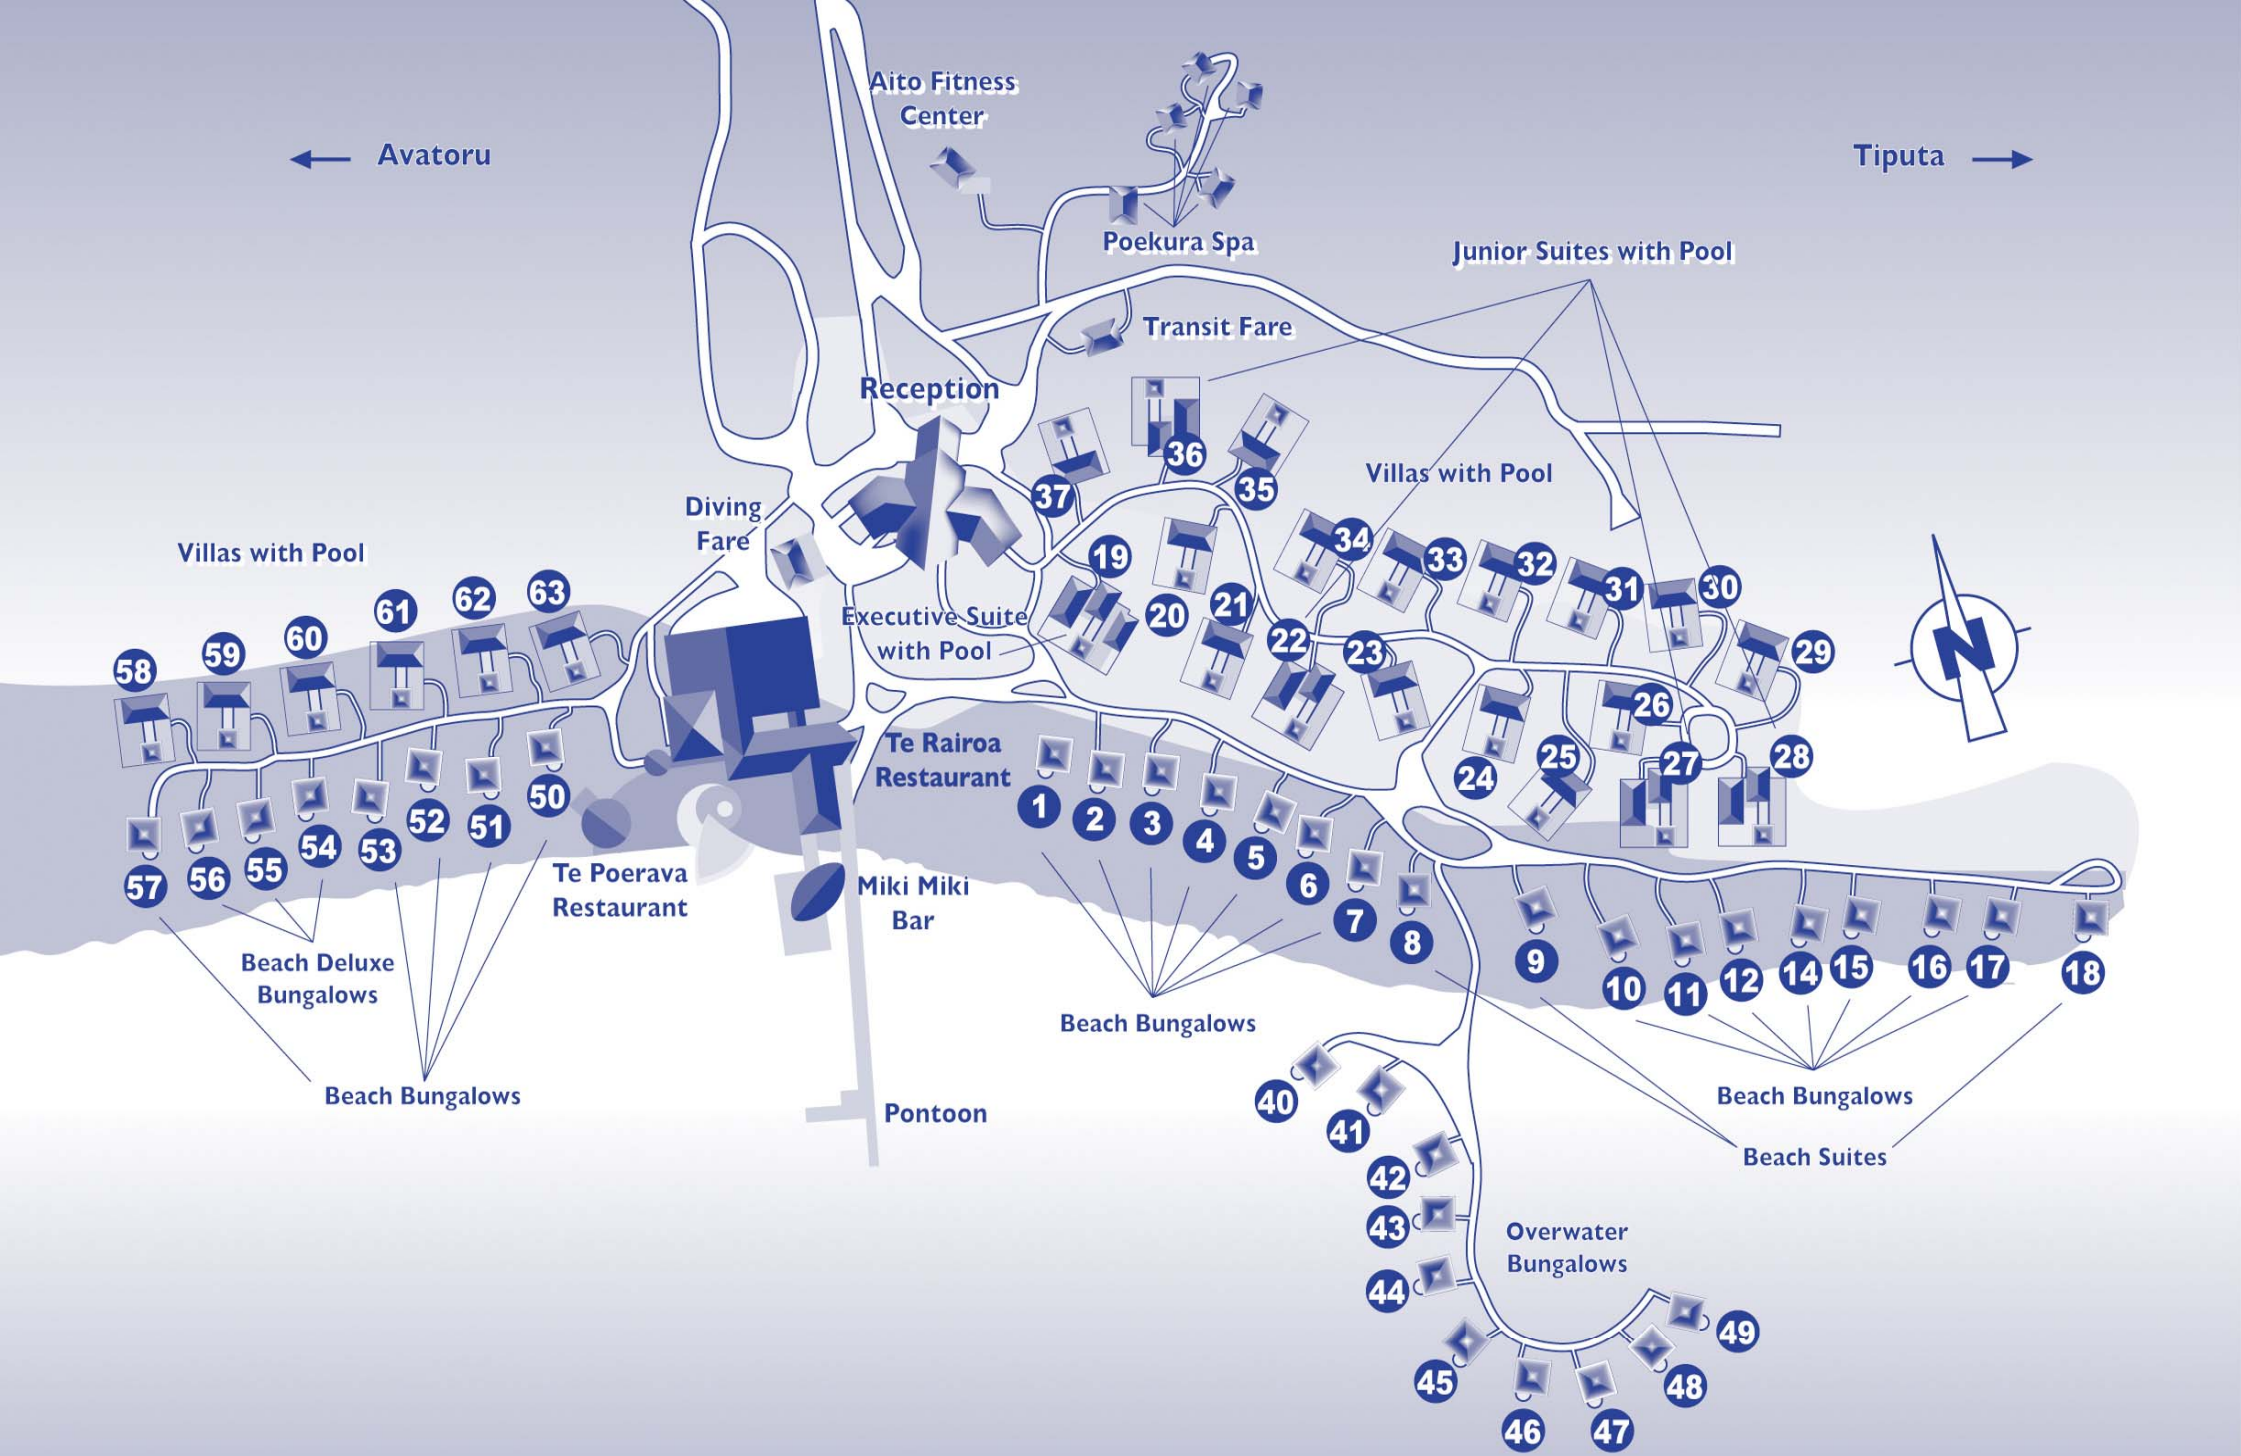 Aito Fitness
Center
Avatoru
Tiputa
Poekura Spa
Junior Suites with Pool
Transit Fare
Reception
36
37
35
Villas with Pool
Diving
Fare
Villas with Pool
34
33
32
31
30
29
19
20
21
22
23
Executive Suite
with Pool
63
62
61
60
59
58
26
24
25
27
28
Te Rairoa
Restaurant
50
51
52
53
54
55
56
57
1
2
3
4
5
6
7
8
9
10
11
12
14
15
16
17
18
Te Poerava
Restaurant
Miki Miki
Bar
Beach Deluxe
Bungalows
Beach Bungalows
Beach Bungalows
Beach Bungalows
Pontoon
Beach Suites
40
41
42
43
44
45
46
47
48
49
Overwater
Bungalows
N